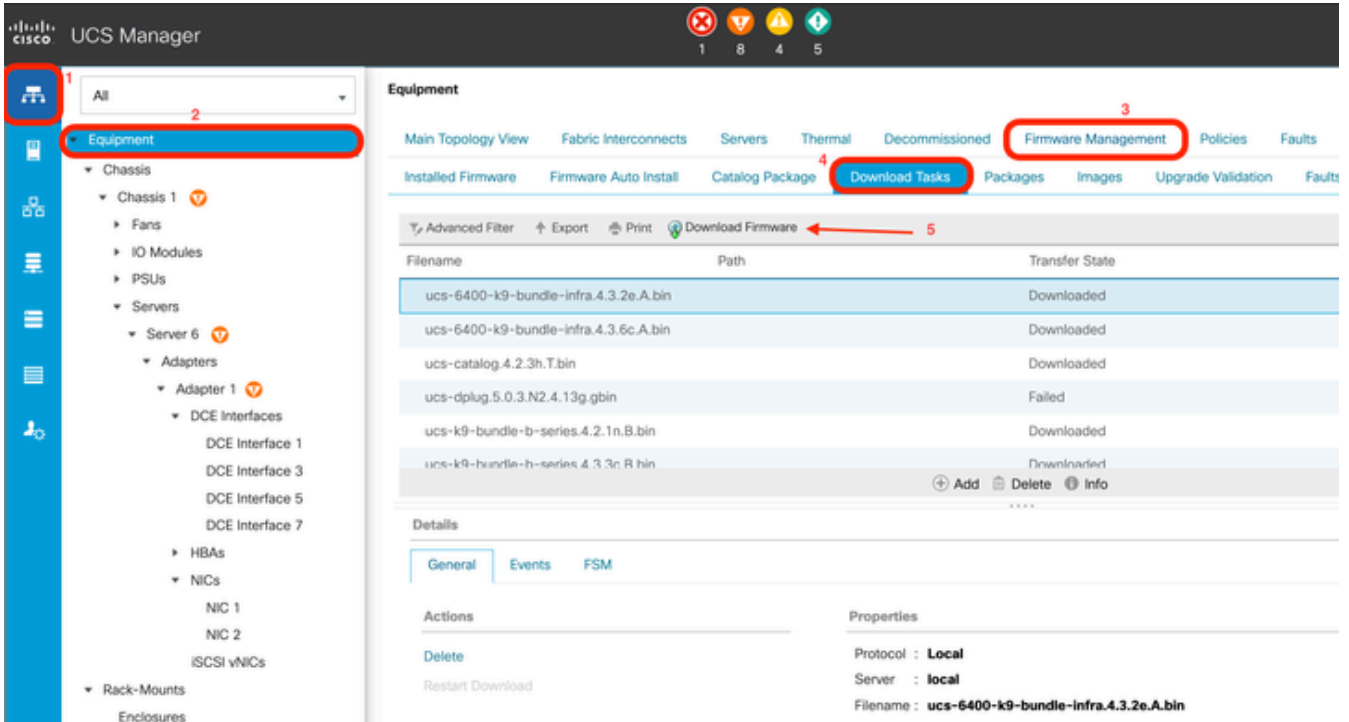 cisco UCS Manager
1 8 4 5
1
All
2
Equipment
Chassis
Chassis 1
Fans
IO Modules
PSUs
Servers
Server 6
Adapters
Adapter 1
DCE Interfaces
DCE Interface 1
DCE Interface 3
DCE Interface 5
DCE Interface 7
HBAs
NICs
NIC 1
NIC 2
iSCSI vNICs
Rack-Mounts
Enclosures
Equipment
3
Main Topology View Fabric Interconnects Servers Thermal Decommissioned Firmware Management Policies Faults
4
Installed Firmware Firmware Auto Install Catalog Package Download Tasks Packages Images Upgrade Validation Faults
Advanced Filter Export Print Download Firmware 5
Filename Path Transfer State
ucs-6400-k9-bundle-infra.4.3.2e.A.bin Downloaded
ucs-6400-k9-bundle-infra.4.3.6c.A.bin Downloaded
ucs-catalog.4.2.3h.T.bin Downloaded
ucs-dplug.5.0.3.N2.4.13g.gbin Failed
ucs-k9-bundle-b-series.4.2.1n.B.bin Downloaded
ucs-k9-bundle-b-series.4.3.3c.B.bin Downloaded
Add Delete Info
Details
General Events FSM
Actions Properties
Delete
Restart Download
Protocol : Local
Server : local
Filename : ucs-6400-k9-bundle-infra.4.3.2e.A.bin